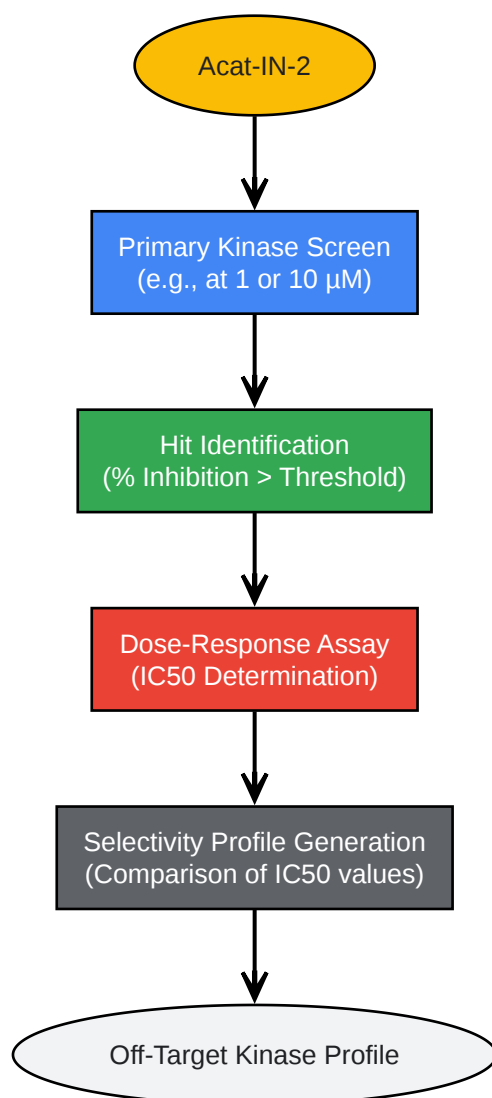 Acat-IN-2
Primary Kinase Screen
(e.g., at 1 or 10 µM)
Hit Identification
(% Inhibition > Threshold)
Dose-Response Assay
(IC50 Determination)
Selectivity Profile Generation
(Comparison of IC50 values)
Off-Target Kinase Profile